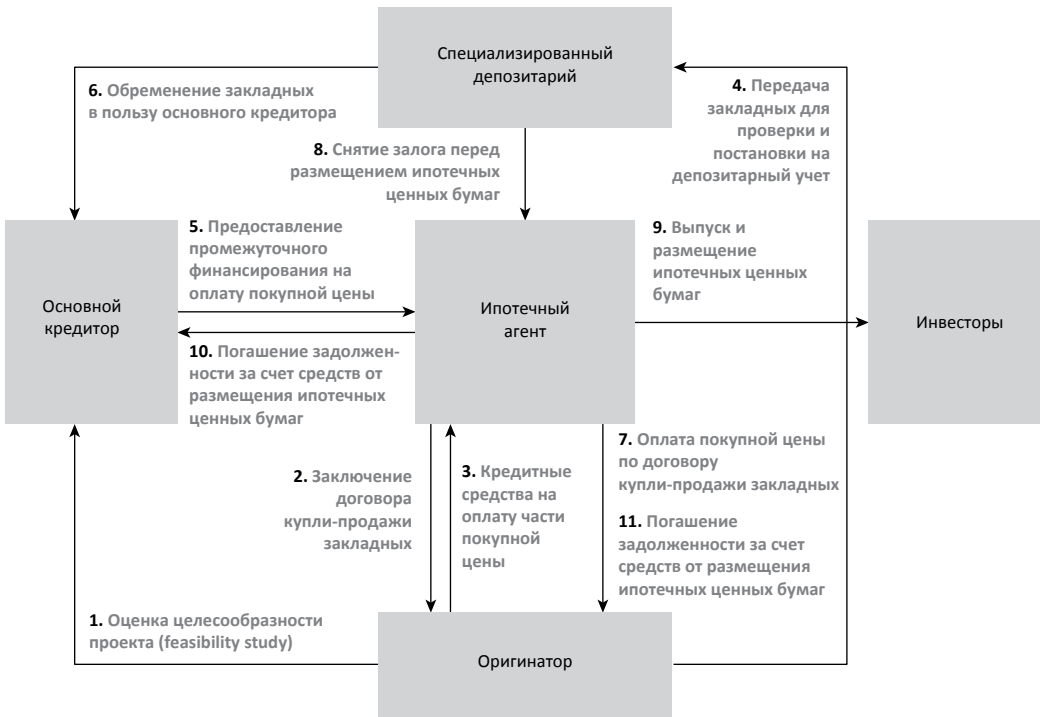 Специализированный
депозитарий
6. Обременение закладных
в пользу основного кредитора
4. Передача
закладных для
проверки и
постановки на
депозитарный учет
8. Снятие залога перед
размещением ипотечных
ценных бумаг
5. Предоставление
промежуточного
финансирования на
оплату покупной цены
9. Выпуск и
размещение
ипотечных ценных
бумаг
Основной
кредитор
Ипотечный
агент
Инвесторы
10. Погашение задолжен-
ности за счет средств от
размещения ипотечных
ценных бумаг
2. Заключение
договора
купли-продажи
закладных
3. Кредитные
средства на
оплату части
покупной
цены
7. Оплата покупной цены
по договору
купли-продажи закладных
11. Погашение
задолженности за счет
средств от размещения
ипотечных ценных бумаг
1. Оценка целесообразности
проекта (feasibility study)
Оригинатор